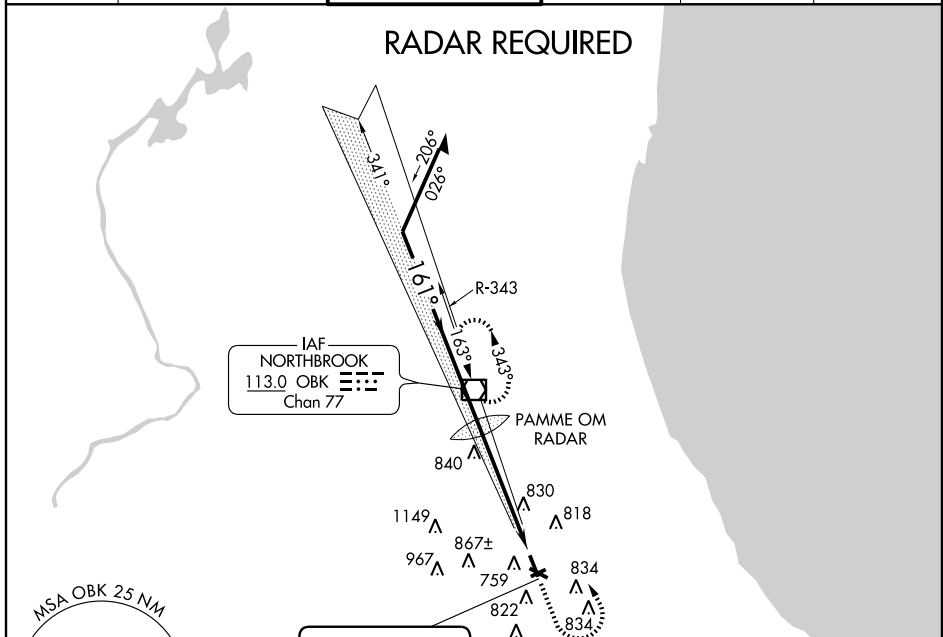 RADAR REQUIRED
341°
206°
026°
161°
R-343
163°
343°
IAF
NORTHBROOK
113.0 OBK
Chan 77
PAMME OM
RADAR
840
830
818
1149
867±
967
759
834
822
834
MSA OBK 25 NM